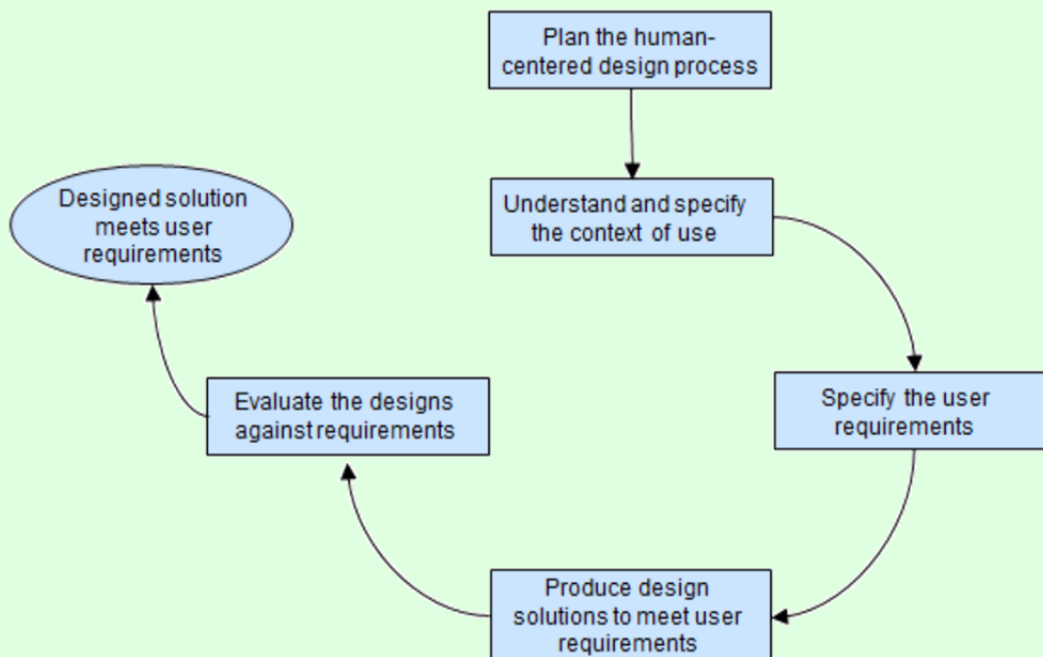 Plan the human-
centered design process
Understand and specify
the context of use
Specify the user
requirements
Produce design
solutions to meet user
requirements
Evaluate the designs
against requirements
Designed solution
meets user
requirements